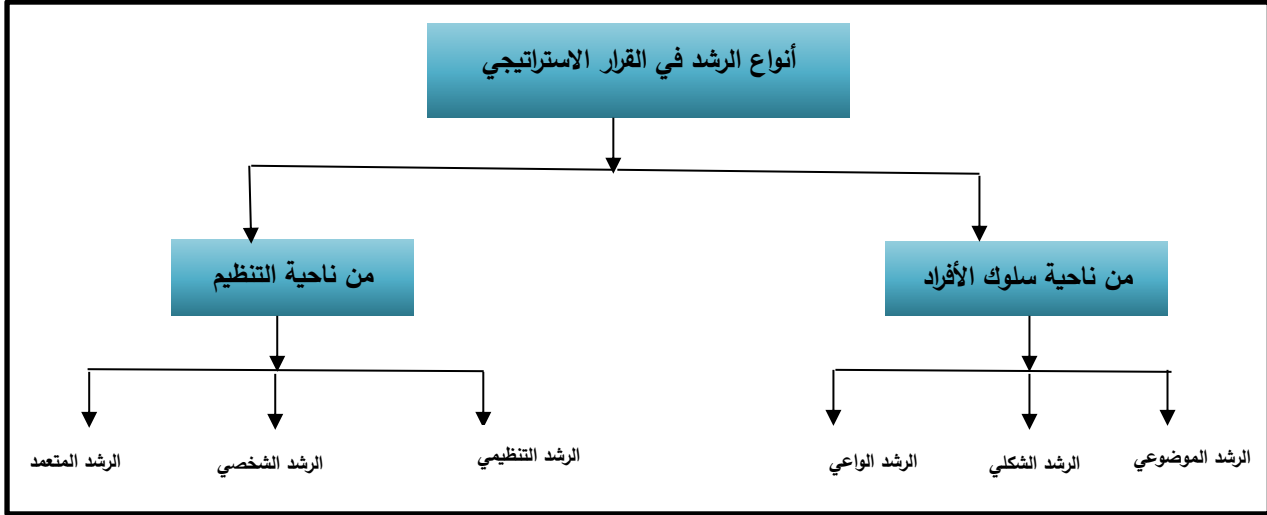 أنواع الرشد في القرار الاستراتيجي
من ناحية سلوك الأفراد
من ناحية التنظيم
الرشد الموضوعي
الرشد الشكلي
الرشد الواعي
الرشد التنظيمي
الرشد الشخصي
الرشد المتعمد